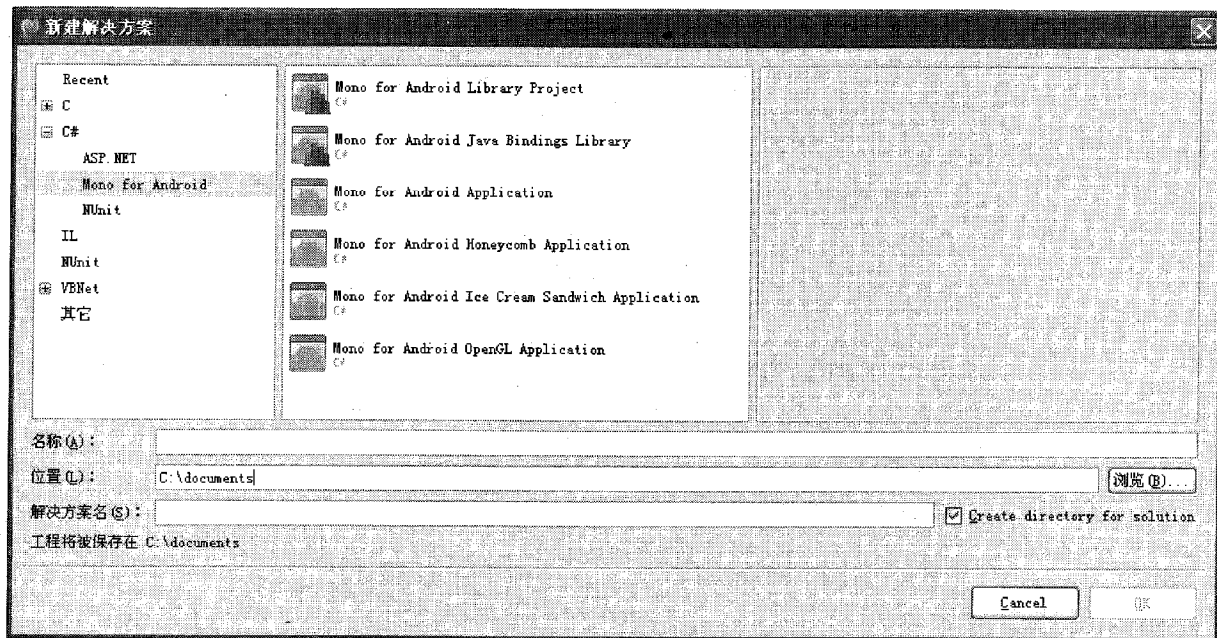 新建解决方案
Recent
C
C#
ASP.NET
Mono for Android
NUnit
IL
NUnit
VBNet
其它
Mono for Android Library Project
C#
Mono for Android Java Bindings Library
C#
Mono for Android Application
C#
Mono for Android Honeycomb Application
C#
Mono for Android Ice Cream Sandwich Application
C#
Mono for Android OpenGL Application
C#
名称(A):
位置(L): C:\documents 浏览(B)...
解决方案名(S): Create directory for solution
工程将被保存在 C:\documents
Cancel OK